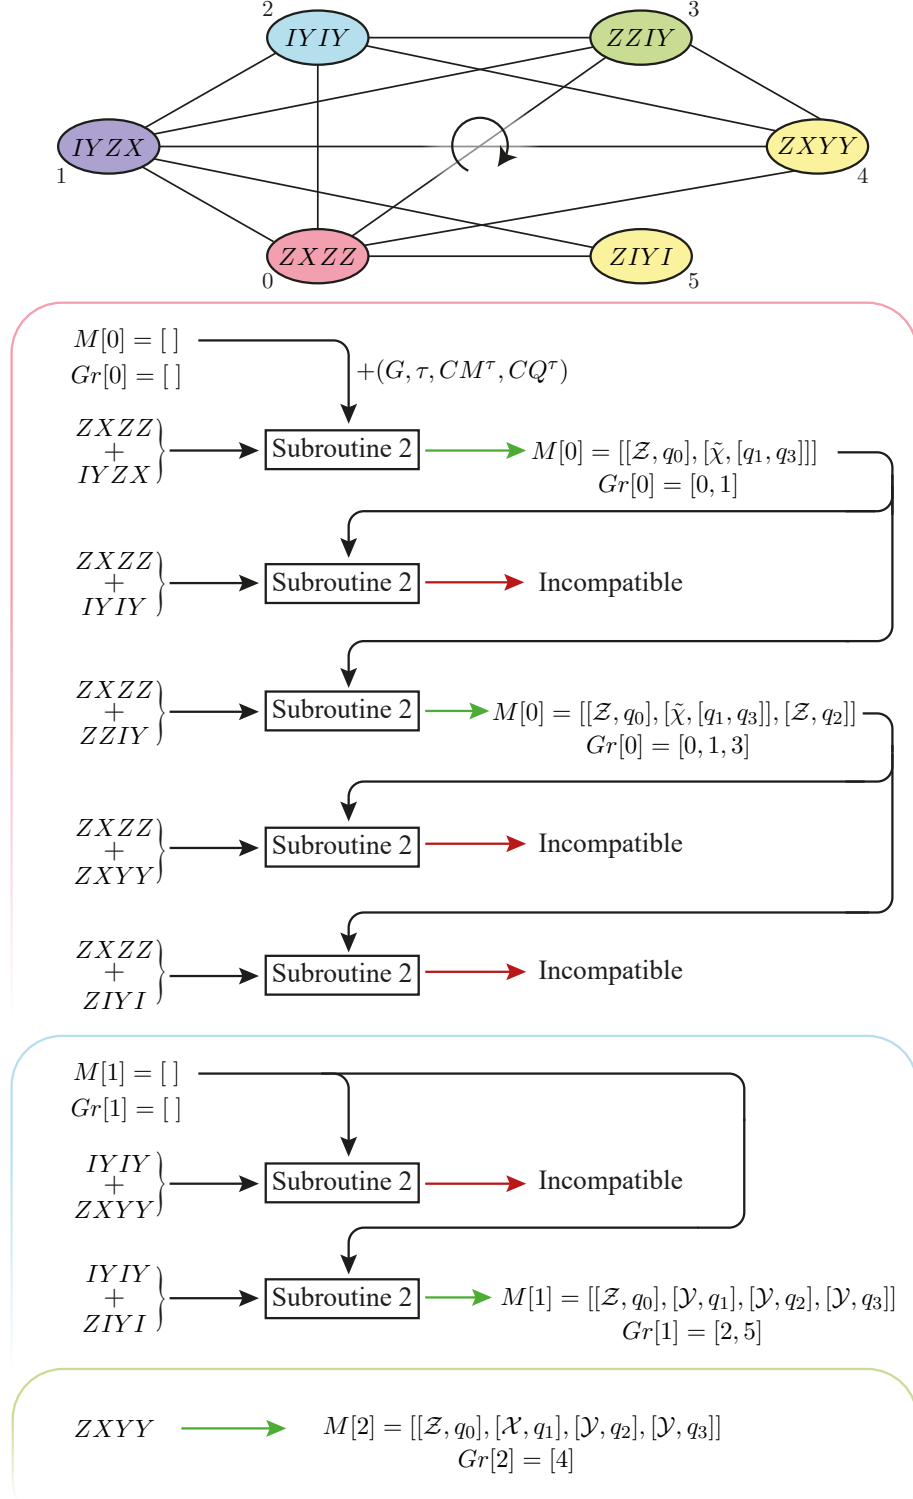 2
3
IYIY
ZZIY
IYZX
ZXYY
1
4
ZXZZ
ZIYI
0
5
M[0] = [ ]
Gr[0] = [ ]
+(G, τ, CM^τ, CQ^τ)
ZXZZ
+
IYZX
Subroutine 2
M[0] = [[𝒵, q₀], [χ̃, [q₁, q₃]]]
Gr[0] = [0, 1]
ZXZZ
+
IYIY
Subroutine 2
Incompatible
ZXZZ
+
ZZIY
Subroutine 2
M[0] = [[𝒵, q₀], [χ̃, [q₁, q₃]], [𝒵, q₂]]
Gr[0] = [0, 1, 3]
ZXZZ
+
ZXYY
Subroutine 2
Incompatible
ZXZZ
+
ZIYI
Subroutine 2
Incompatible
M[1] = [ ]
Gr[1] = [ ]
IYIY
+
ZXYY
Subroutine 2
Incompatible
IYIY
+
ZIYI
Subroutine 2
M[1] = [[𝒵, q₀], [𝒴, q₁], [𝒴, q₂], [𝒴, q₃]]
Gr[1] = [2, 5]
ZXYY
M[2] = [[𝒵, q₀], [𝒳, q₁], [𝒴, q₂], [𝒴, q₃]]
Gr[2] = [4]